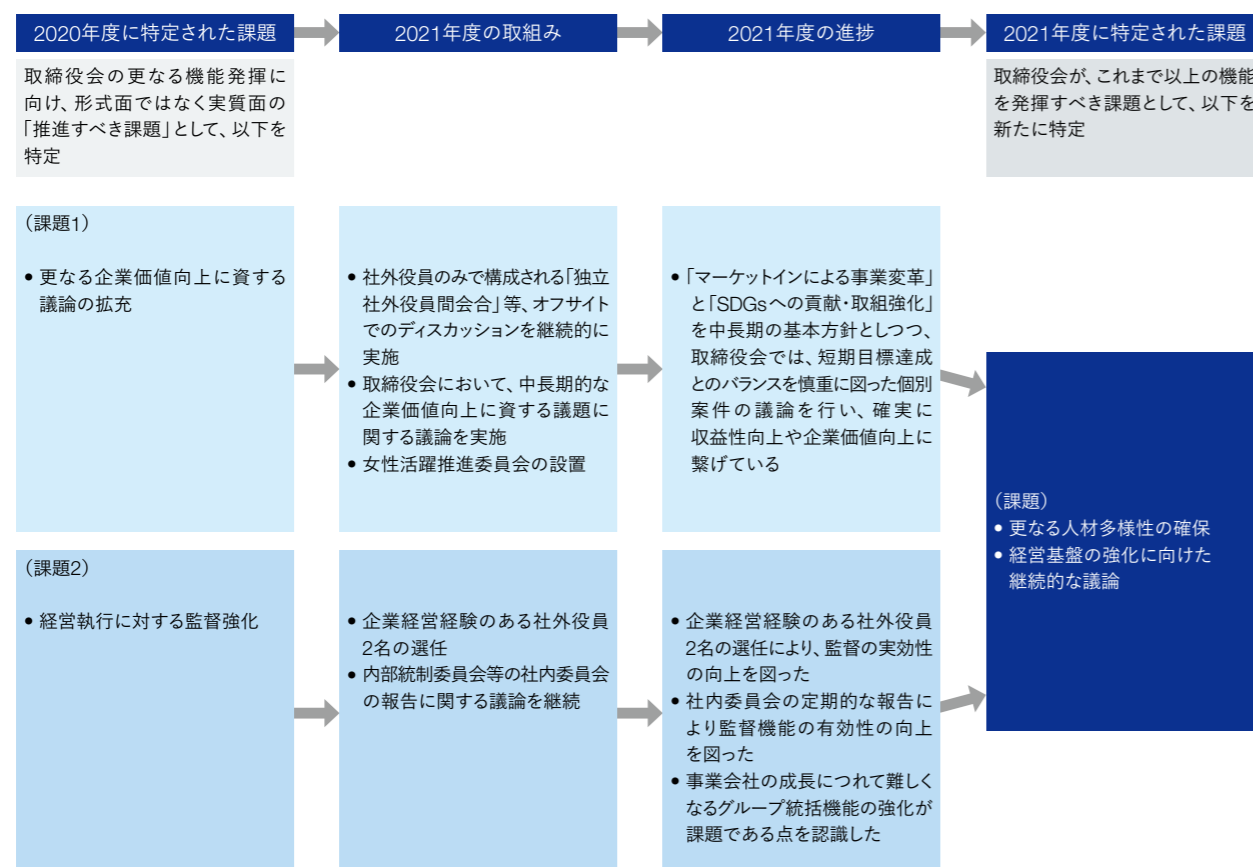 2020年度に特定された課題
2021年度の取組み
2021年度の進捗
2021年度に特定された課題
取締役会の更なる機能発揮に
向け、形式面ではなく実質面の
「推進すべき課題」として、以下を
特定
取締役会が、これまで以上の機能
を発揮すべき課題として、以下を
新たに特定
（課題1）
• 更なる企業価値向上に資する
議論の拡充
• 社外役員のみで構成される「独立
社外役員間会合」等、オフサイト
でのディスカッションを継続的に
実施
• 取締役会において、中長期的な
企業価値向上に資する議題に
関する議論を実施
• 女性活躍推進委員会の設置
• 「マーケットインによる事業変革」
と「SDGsへの貢献・取組強化」
を中長期の基本方針としつつ、
取締役会では、短期目標達成
とのバランスを慎重に図った個別
案件の議論を行い、確実に
収益性向上や企業価値向上に
繋げている
（課題2）
• 経営執行に対する監督強化
• 企業経営経験のある社外役員
2名の選任
• 内部統制委員会等の社内委員会
の報告に関する議論を継続
• 企業経営経験のある社外役員
2名の選任により、監督の実効性
の向上を図った
• 社内委員会の定期的な報告に
より監督機能の有効性の向上
を図った
• 事業会社の成長につれて難しく
なるグループ統括機能の強化が
課題である点を認識した
（課題）
• 更なる人材多様性の確保
• 経営基盤の強化に向けた
継続的な議論